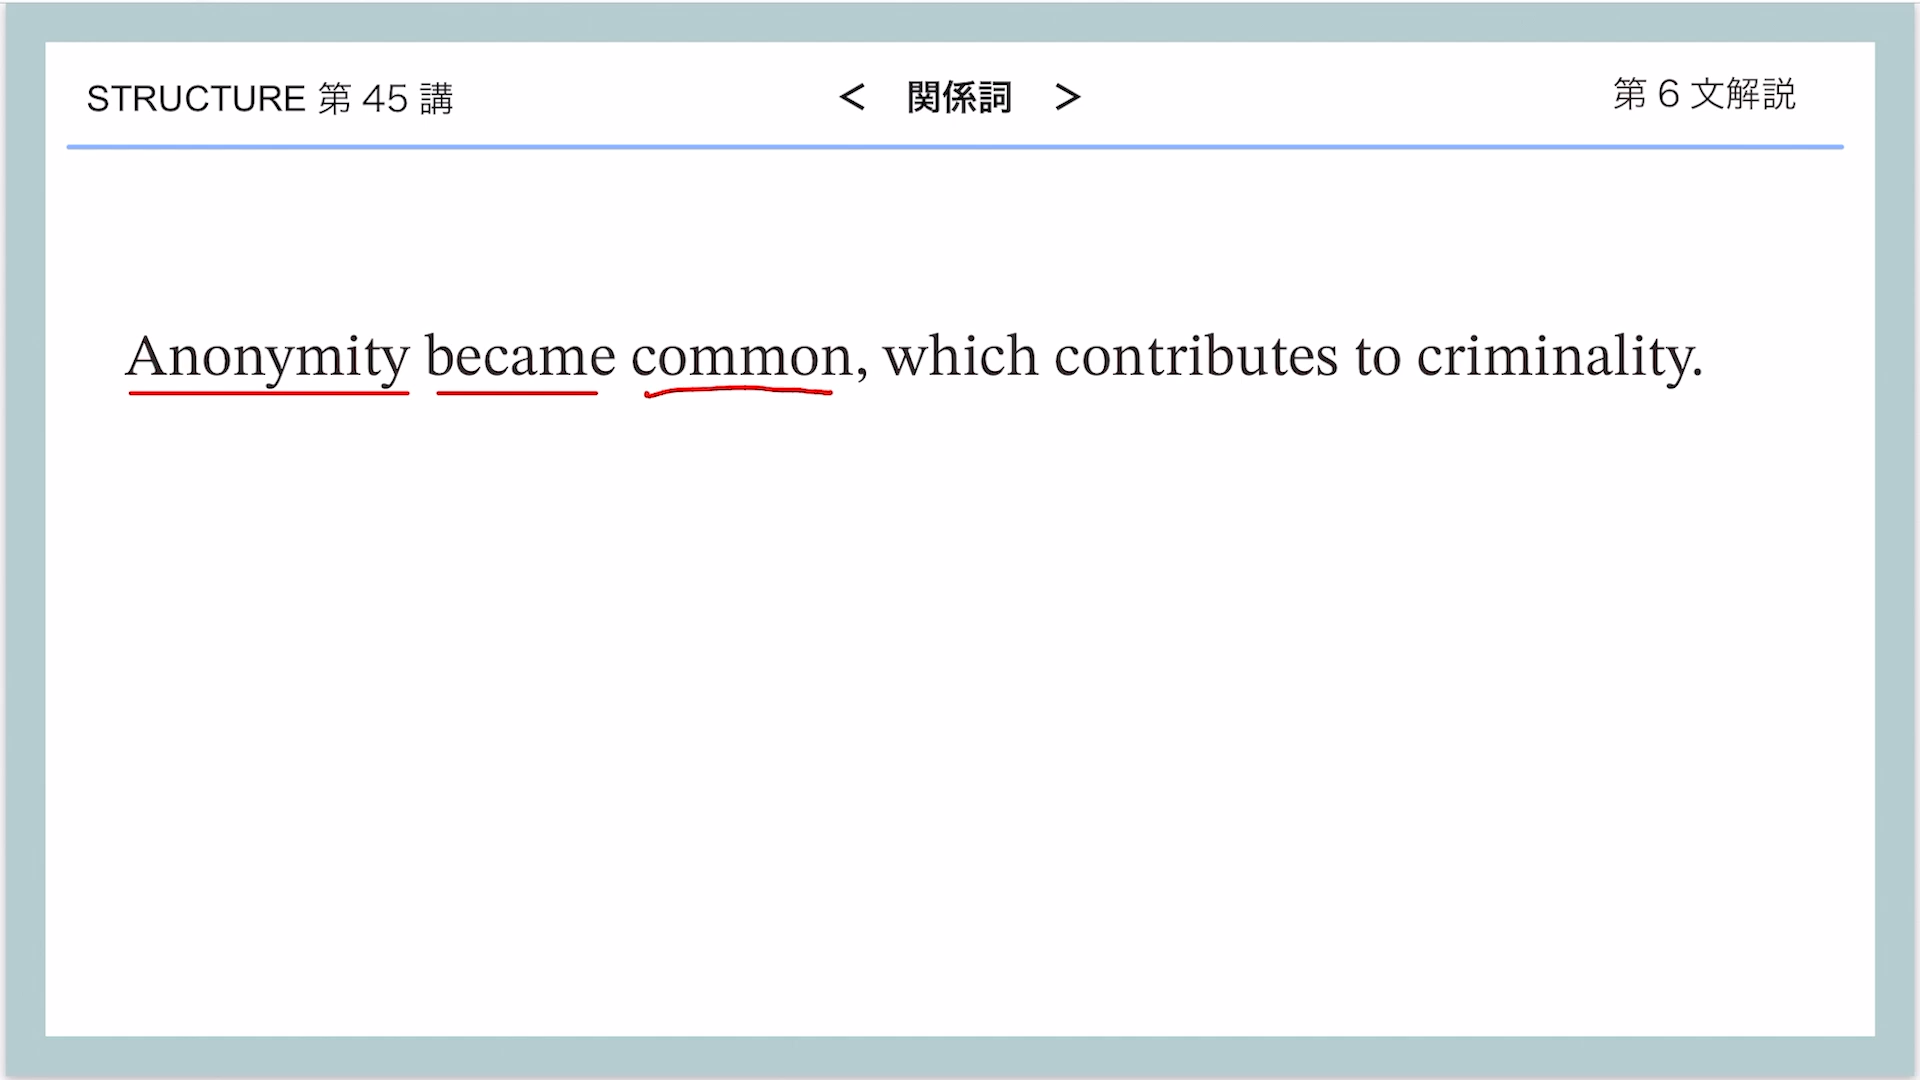 STRUCTURE 第 45 講
< 関係詞 >
第 6 文解説
Anonymity became common, which contributes to criminality.